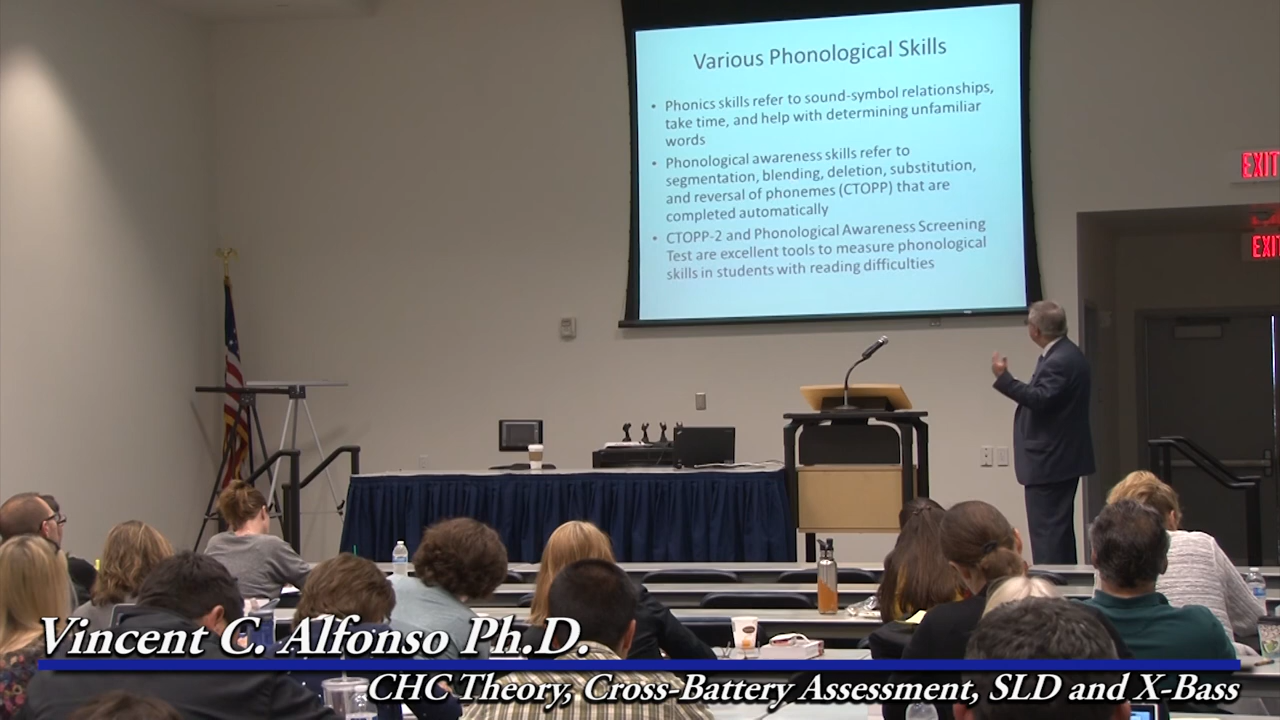 Various Phonological Skills
• Phonics skills refer to sound-symbol relationships,
take time, and help with determining unfamiliar
words
• Phonological awareness skills refer to
segmentation, blending, deletion, substitution,
and reversal of phonemes (CTOPP) that are
completed automatically
• CTOPP-2 and Phonological Awareness Screening
Test are excellent tools to measure phonological
skills in students with reading difficulties
EXIT
EXIT
Vincent C. Alfonso Ph.D.
CHC Theory, Cross-Battery Assessment, SLD and X-Bass